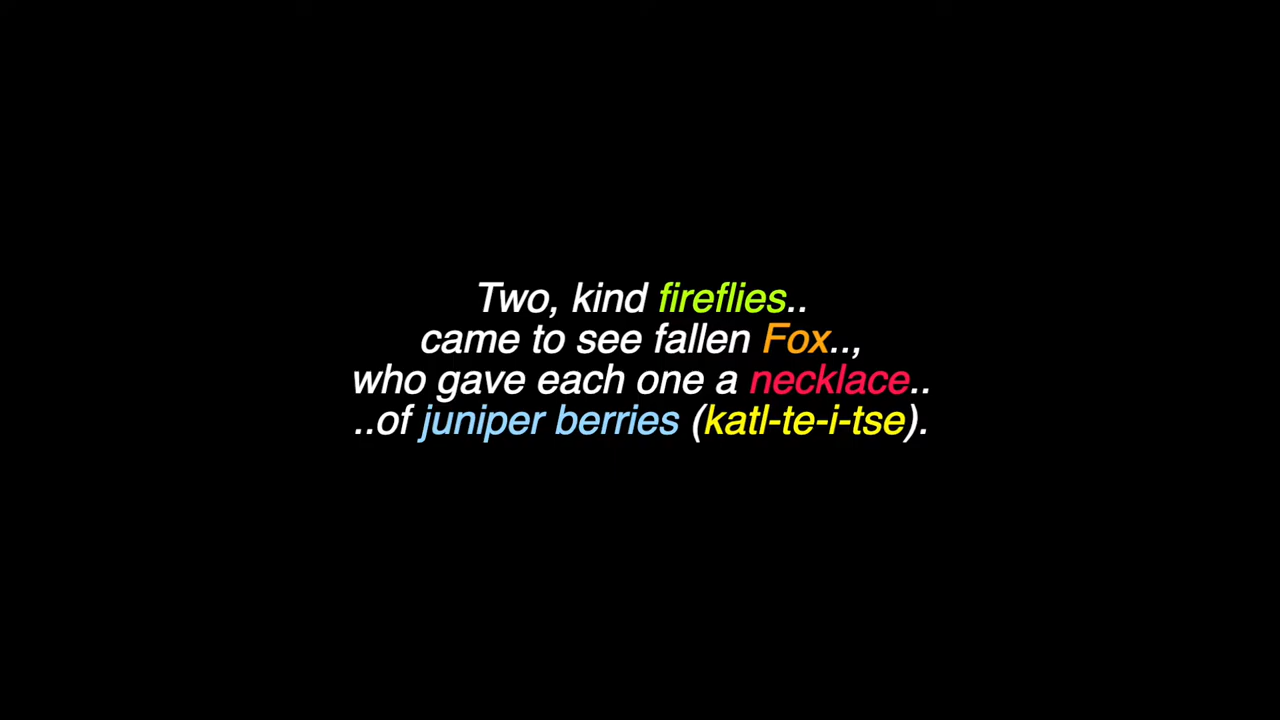 Two, kind fireflies..
came to see fallen Fox..,
who gave each one a necklace..
..of juniper berries (katl-te-i-tse).